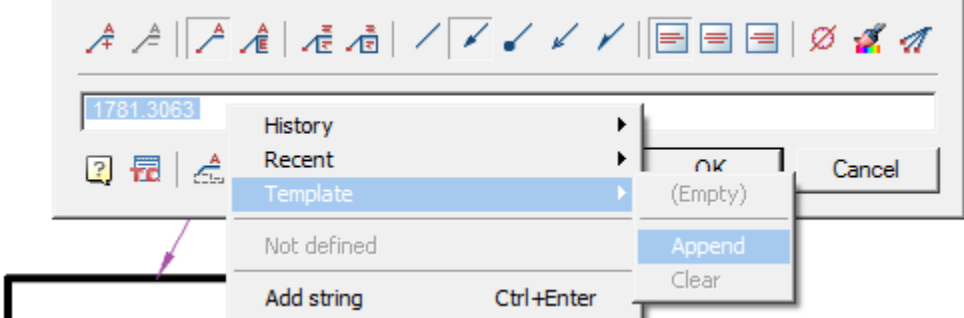 1781.3063
History
Recent
OK
Cancel
Template
(Empty)
Not defined
Append
Clear
Add string Ctrl+Enter